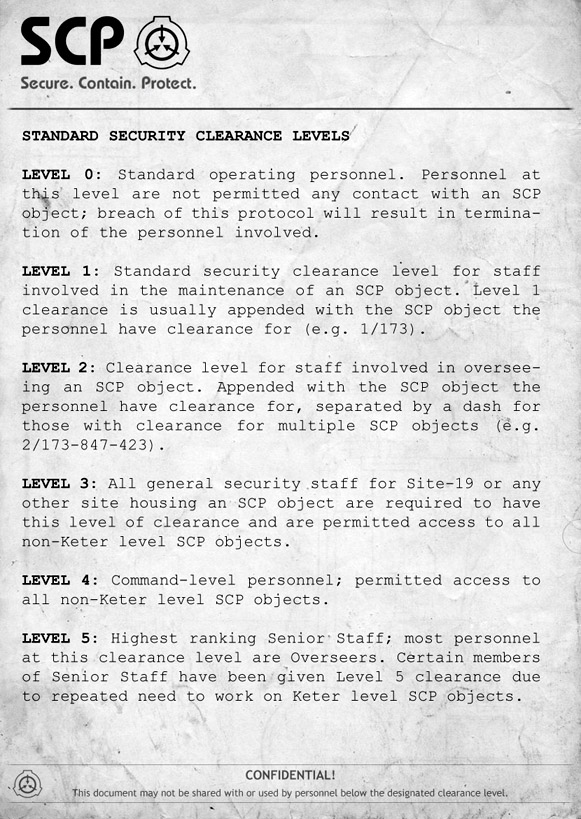 SCP
Secure. Contain. Protect.
STANDARD SECURITY CLEARANCE LEVELS
LEVEL 0: Standard operating personnel. Personnel at
this level are not permitted any contact with an SCP
object; breach of this protocol will result in termina-
tion of the personnel involved.
LEVEL 1: Standard security clearance level for staff
involved in the maintenance of an SCP object. Level 1
clearance is usually appended with the SCP object the
personnel have clearance for (e.g. 1/173).
LEVEL 2: Clearance level for staff involved in oversee-
ing an SCP object. Appended with the SCP object the
personnel have clearance for, separated by a dash for
those with clearance for multiple SCP objects (e.g.
2/173-847-423).
LEVEL 3: All general security staff for Site-19 or any
other site housing an SCP object are required to have
this level of clearance and are permitted access to all
non-Keter level SCP objects.
LEVEL 4: Command-level personnel; permitted access to
all non-Keter level SCP objects.
LEVEL 5: Highest ranking Senior Staff; most personnel
at this clearance level are Overseers. Certain members
of Senior Staff have been given Level 5 clearance due
to repeated need to work on Keter level SCP objects.
CONFIDENTIAL!
This document may not be shared with or used by personnel below the designated clearance level.